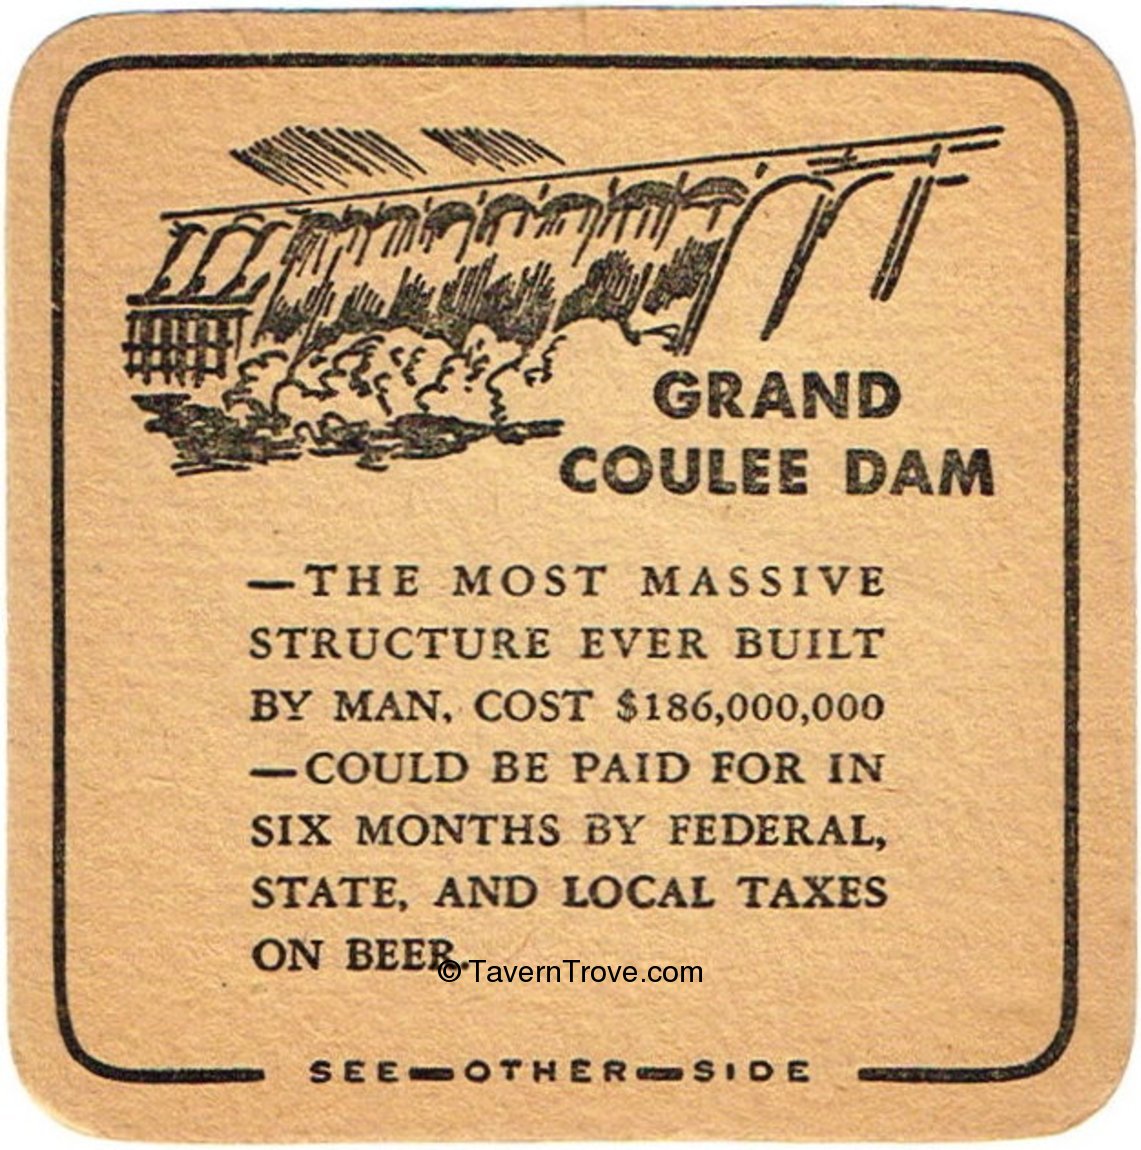 GRAND
COULEE DAM
—THE MOST MASSIVE
STRUCTURE EVER BUILT
BY MAN, COST $186,000,000
—COULD BE PAID FOR IN
SIX MONTHS BY FEDERAL,
STATE, AND LOCAL TAXES
ON BEER.
© TavernTrove.com
SEE—OTHER—SIDE